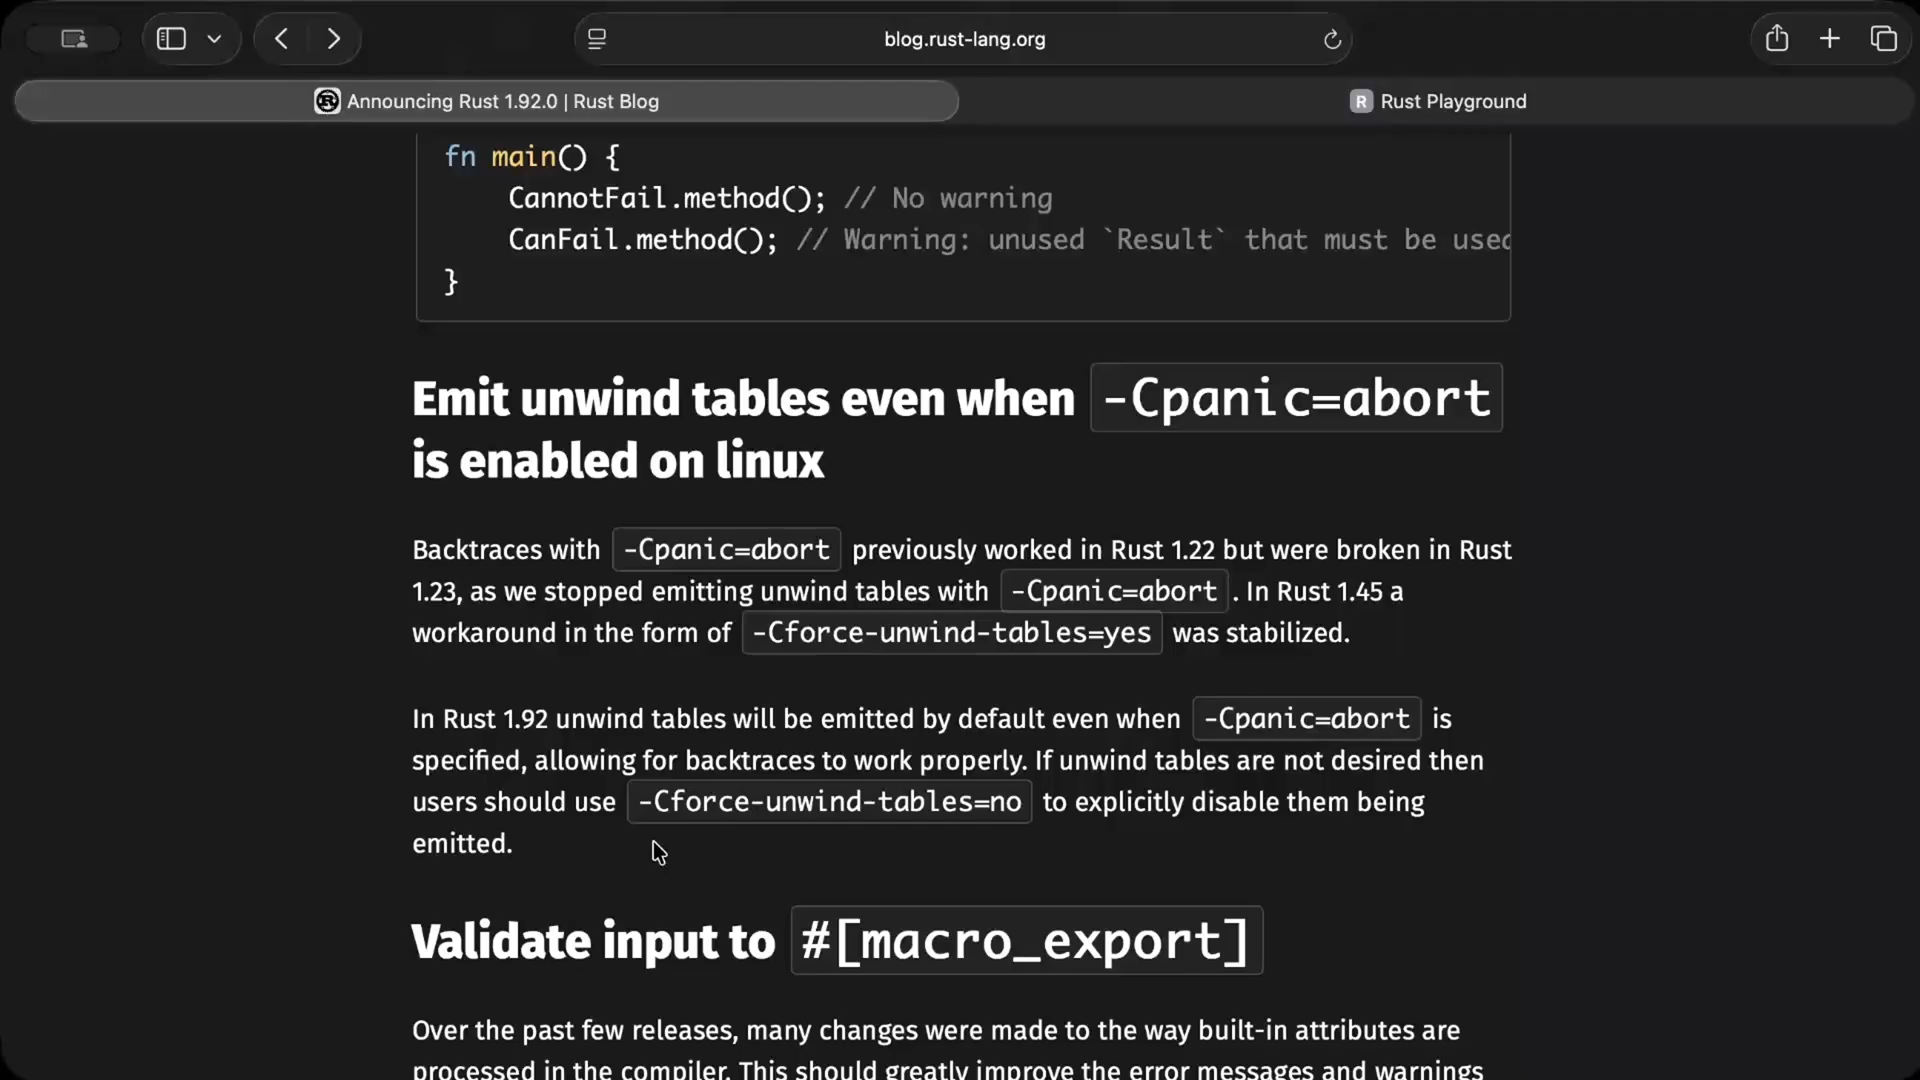 blog.rust-lang.org
Announcing Rust 1.92.0 | Rust Blog
R Rust Playground
fn main() {
    CannotFail.method(); // No warning
    CanFail.method(); // Warning: unused `Result` that must be used
}
Emit unwind tables even when -Cpanic=abort
is enabled on linux
Backtraces with -Cpanic=abort previously worked in Rust 1.22 but were broken in Rust
1.23, as we stopped emitting unwind tables with -Cpanic=abort . In Rust 1.45 a
workaround in the form of -Cforce-unwind-tables=yes was stabilized.
In Rust 1.92 unwind tables will be emitted by default even when -Cpanic=abort is
specified, allowing for backtraces to work properly. If unwind tables are not desired then
users should use -Cforce-unwind-tables=no to explicitly disable them being
emitted.
Validate input to #[macro_export]
Over the past few releases, many changes were made to the way built-in attributes are
processed in the compiler. This should greatly improve the error messages and warnings